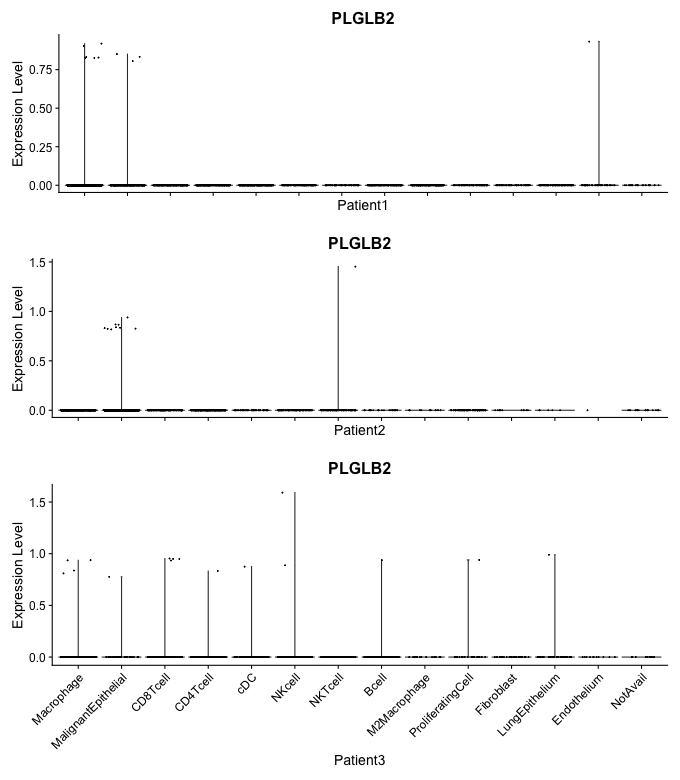 PLGLB2
Expression Level
0.75
0.50
0.25
0.00
Patient1
PLGLB2
Expression Level
1.5
1.0
0.5
0.0
Patient2
PLGLB2
Expression Level
1.5
1.0
0.5
0.0
Macrophage
MalignantEpithelial
CD8Tcell
CD4Tcell
cDC
NKcell
NKTcell
Bcell
M2Macrophage
ProliferatingCell
Fibroblast
LungEpithelium
Endothelium
NotAvail
Patient3